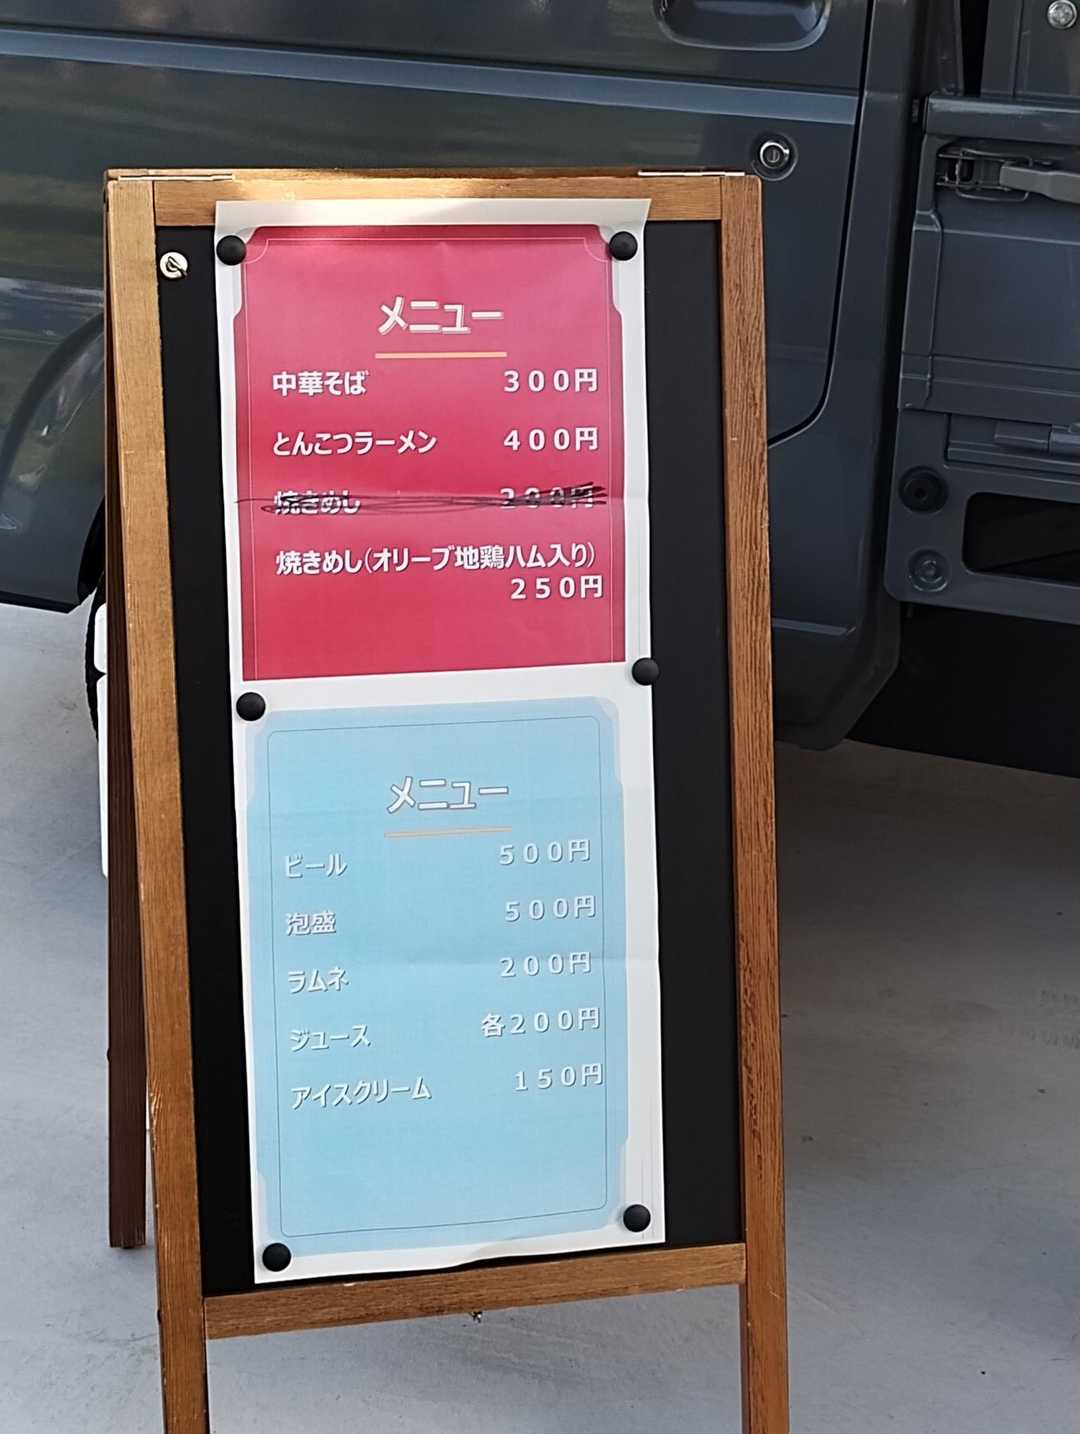 メニュー
中華そば 300円
とんこつラーメン 400円
焼きめし 200円
焼きめし(オリーブ地鶏ハム入り)
250円
メニュー
ビール 500円
泡盛 500円
ラムネ 200円
ジュース 各200円
アイスクリーム 150円